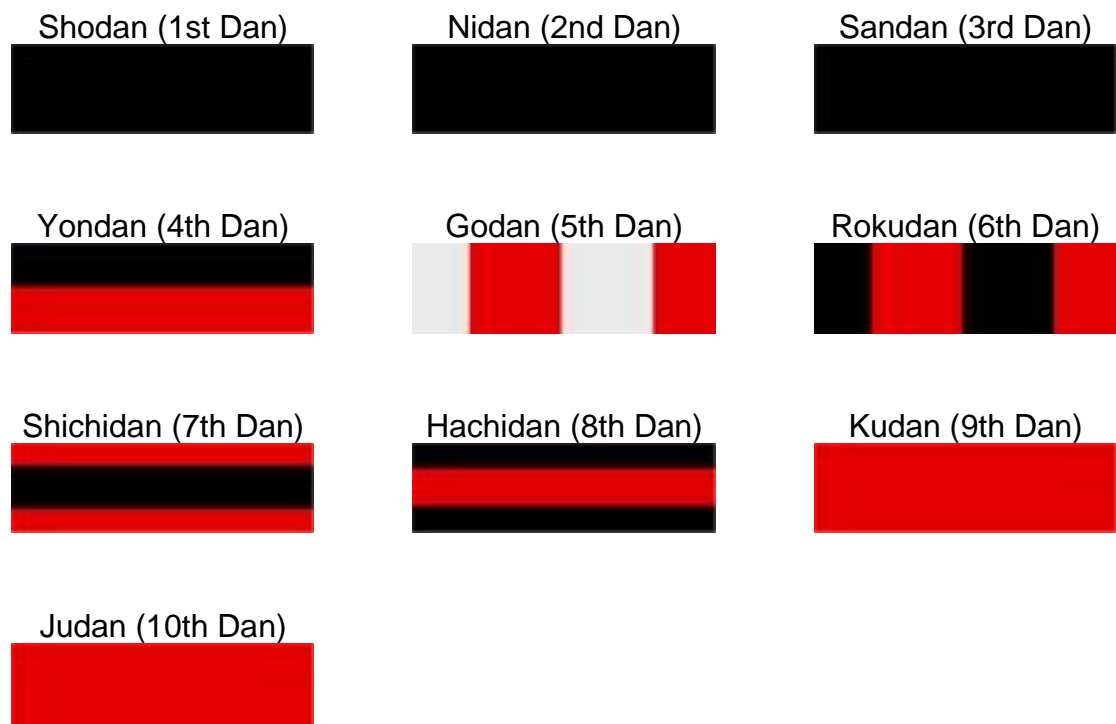 Shodan (1st Dan)
Nidan (2nd Dan)
Sandan (3rd Dan)
Yondan (4th Dan)
Godan (5th Dan)
Rokudan (6th Dan)
Shichidan (7th Dan)
Hachidan (8th Dan)
Kudan (9th Dan)
Judan (10th Dan)